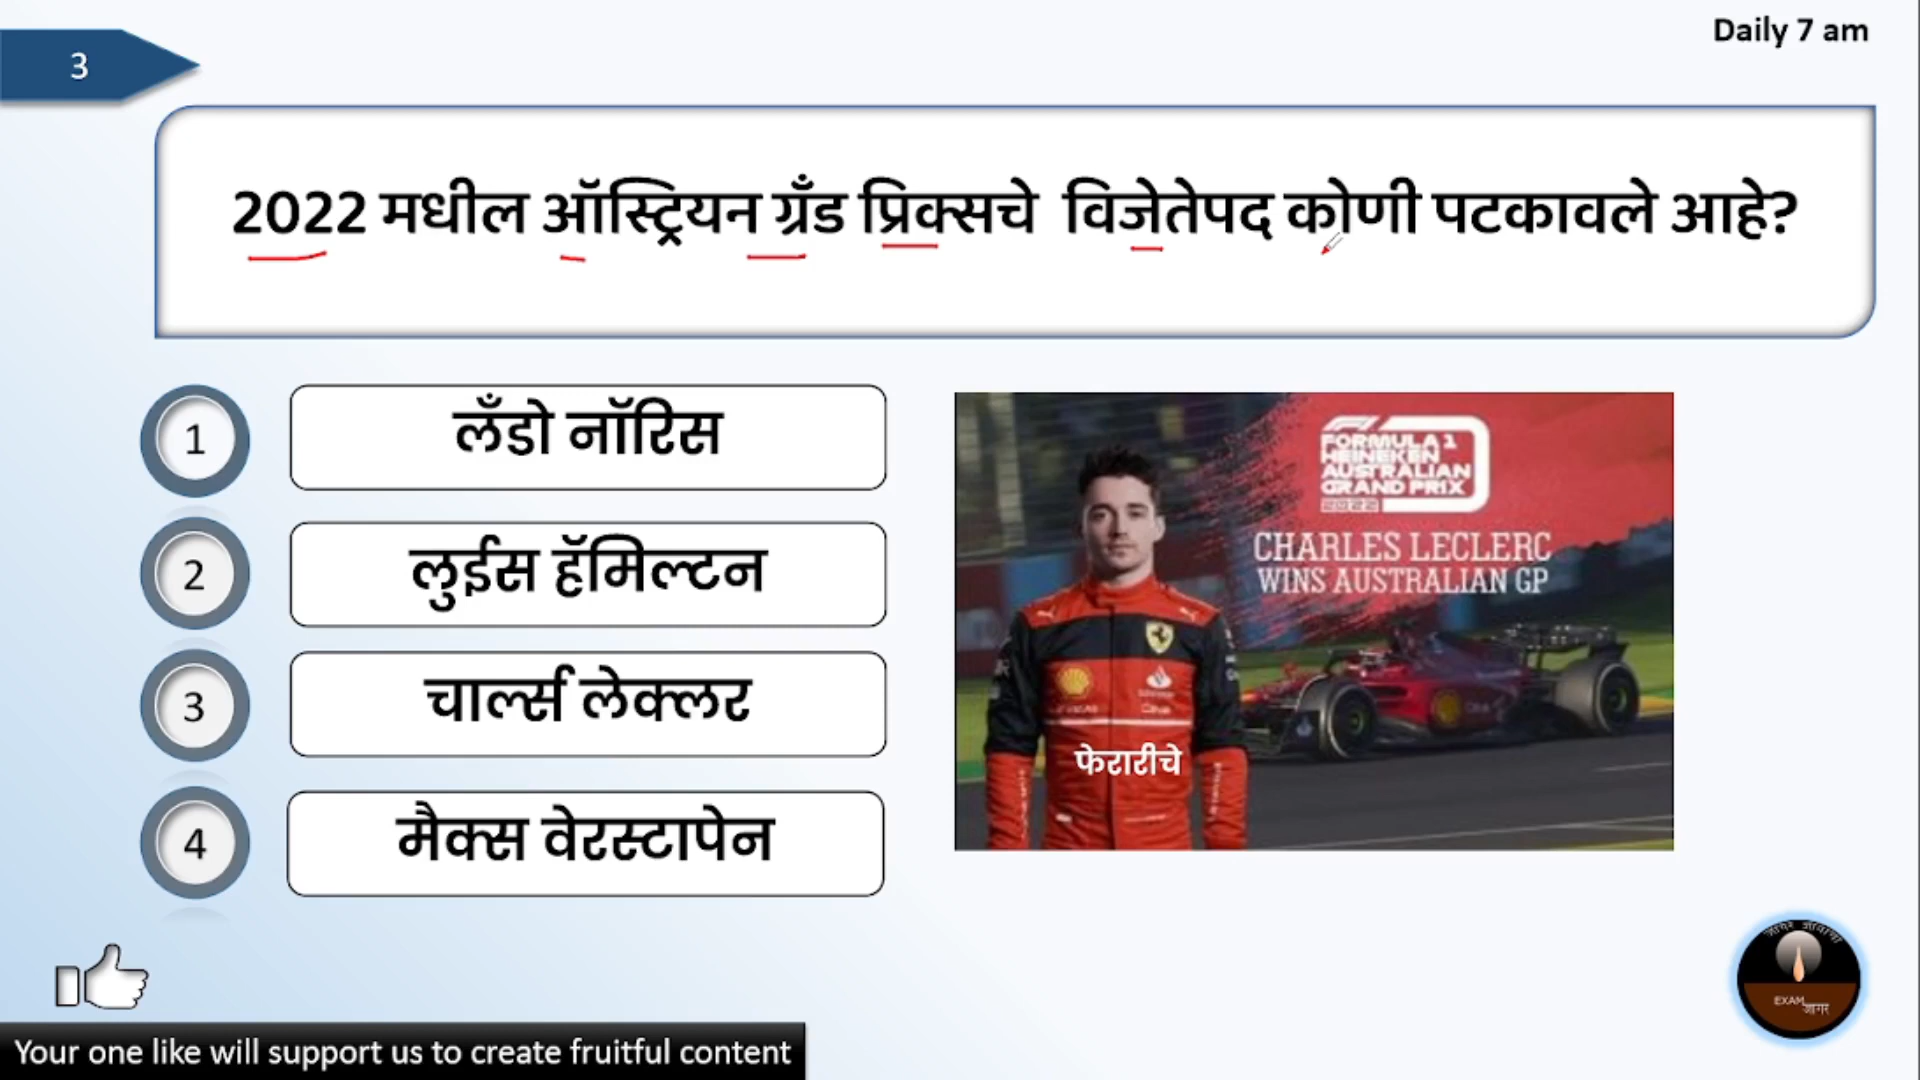 Daily 7 am
3
2022 मधील ऑस्ट्रियन ग्रँड प्रिक्सचे विजेतेपद कोणी पटकावले आहे?
1
लँडो नॉरिस
2
लुईस हॅमिल्टन
3
चार्ल्स लेक्लर
4
मैक्स वेरस्टापेन
FORMULA 1
HEINEKEN
AUSTRALIAN
GRAND PRIX
2022
CHARLES LECLERC
WINS AUSTRALIAN GP
फेरारीचे
EXAM
जागर
Your one like will support us to create fruitful content